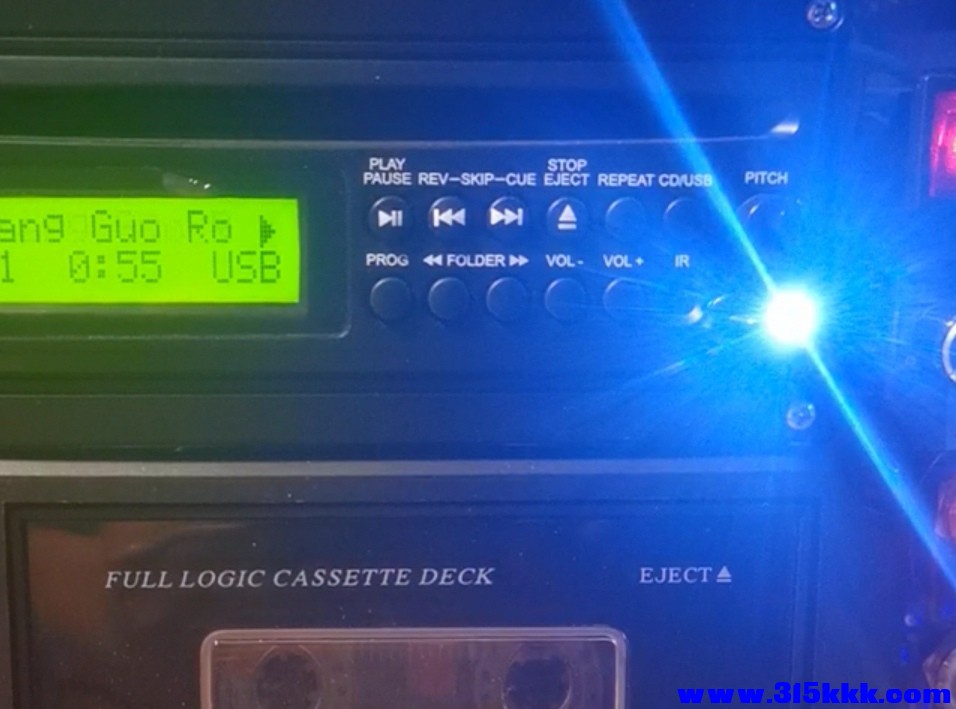 PLAY
PAUSE REV-SKIP-CUE STOP
EJECT REPEAT CD/USB PITCH
ang Guo Ro
1 0:55 USB
PROG FOLDER VOL- VOL+ IR
FULL LOGIC CASSETTE DECK EJECT
www.315kkk.com